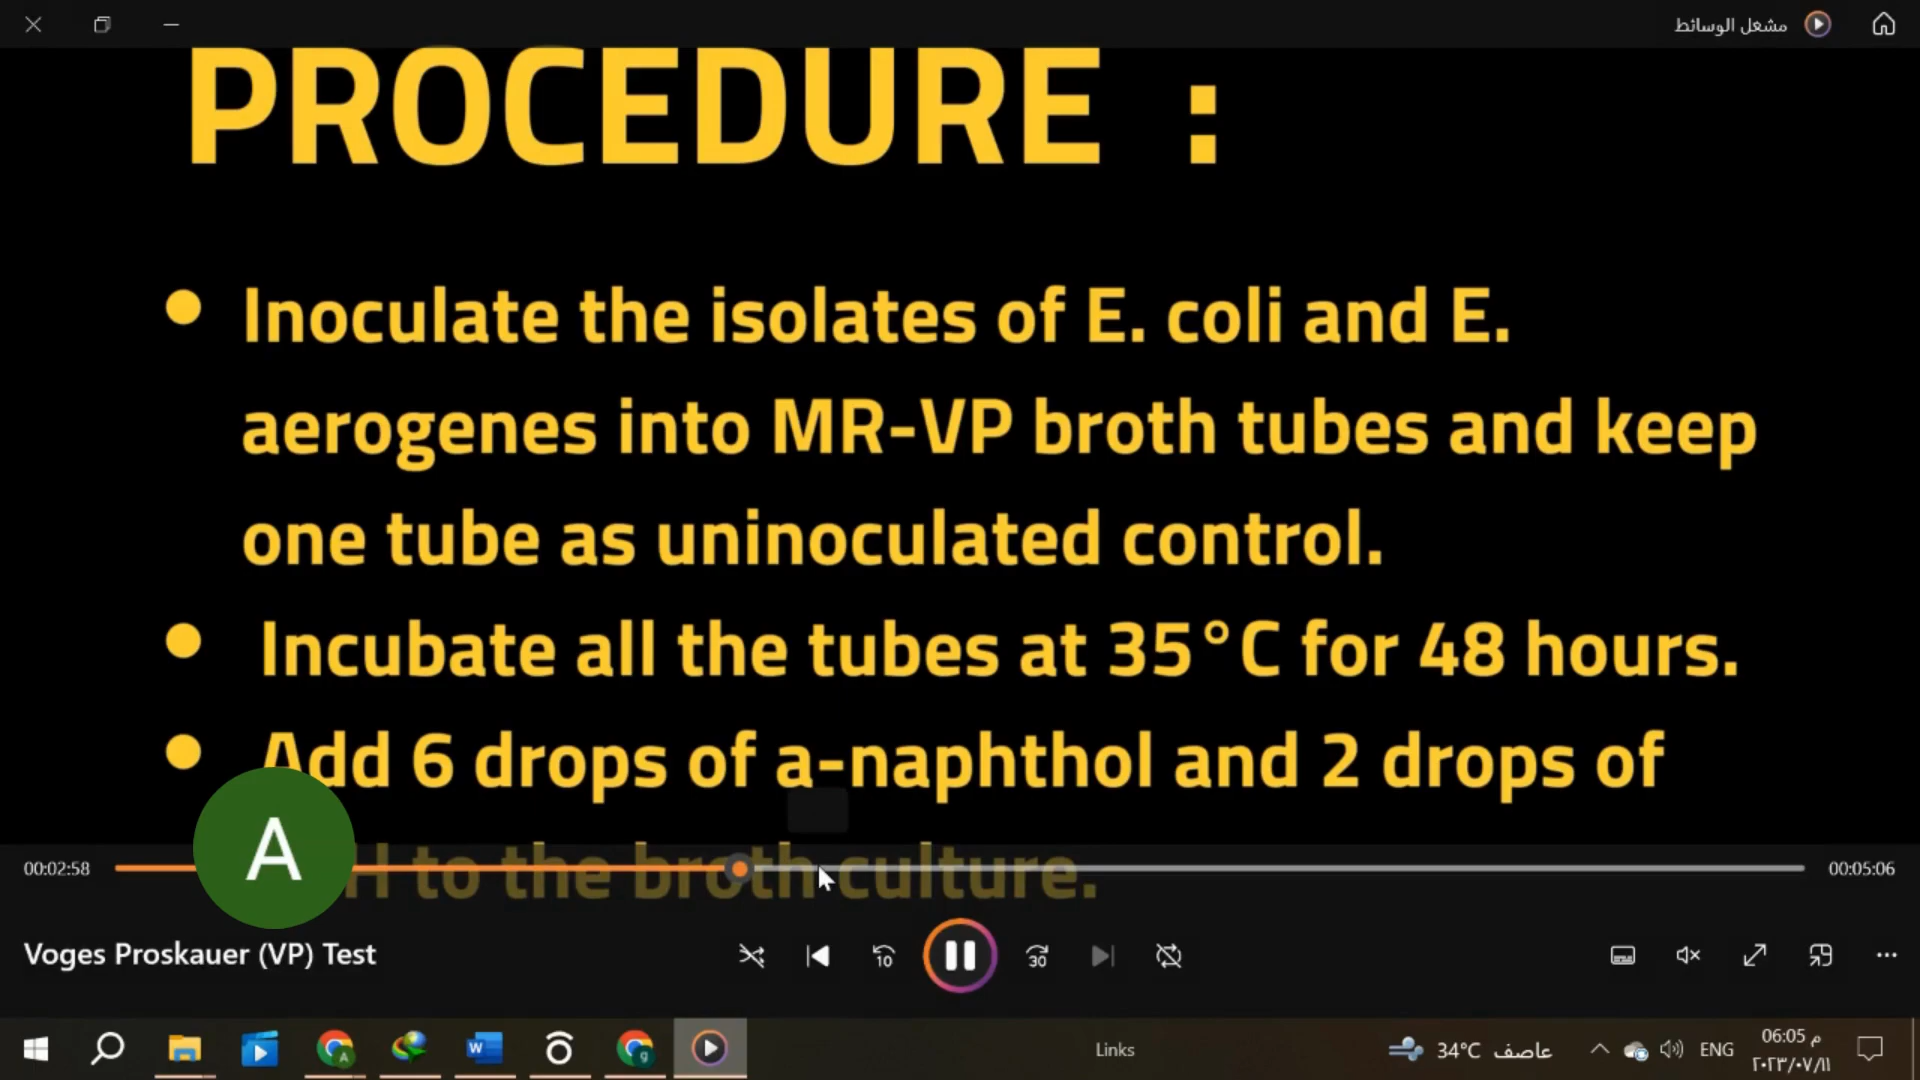 مشغل الوسائط
PROCEDURE :
• Inoculate the isolates of E. coli and E.
aerogenes into MR-VP broth tubes and keep
one tube as uninoculated control.
• Incubate all the tubes at 35°C for 48 hours.
• Add 6 drops of a-naphthol and 2 drops of
H to the broth culture.
A
00:02:58
00:05:06
Voges Proskauer (VP) Test
10
30
A
W
g
Links
34°C عاصف
ENG
06:05 م
٢٠٢٣/٠٧/١١